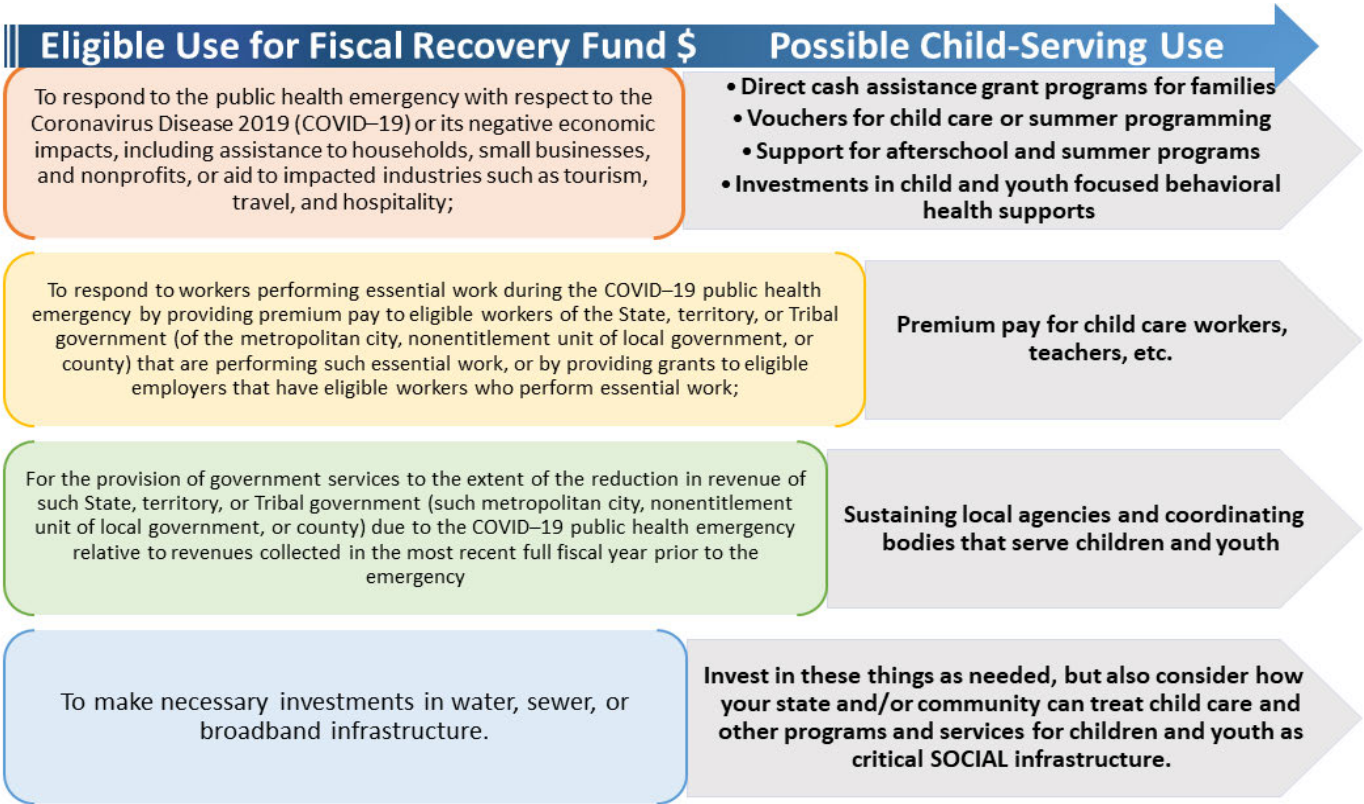 Eligible Use for Fiscal Recovery Fund $ Possible Child-Serving Use
To respond to the public health emergency with respect to the
Coronavirus Disease 2019 (COVID–19) or its negative economic
impacts, including assistance to households, small businesses,
and nonprofits, or aid to impacted industries such as tourism,
travel, and hospitality;
• Direct cash assistance grant programs for families
• Vouchers for child care or summer programming
• Support for afterschool and summer programs
• Investments in child and youth focused behavioral
health supports
To respond to workers performing essential work during the COVID–19 public health
emergency by providing premium pay to eligible workers of the State, territory, or Tribal
government (of the metropolitan city, nonentitlement unit of local government, or
county) that are performing such essential work, or by providing grants to eligible
employers that have eligible workers who perform essential work;
Premium pay for child care workers,
teachers, etc.
For the provision of government services to the extent of the reduction in revenue of
such State, territory, or Tribal government (such metropolitan city, nonentitlement
unit of local government, or county) due to the COVID–19 public health emergency
relative to revenues collected in the most recent full fiscal year prior to the
emergency
Sustaining local agencies and coordinating
bodies that serve children and youth
To make necessary investments in water, sewer, or
broadband infrastructure.
Invest in these things as needed, but also consider how
your state and/or community can treat child care and
other programs and services for children and youth as
critical SOCIAL infrastructure.